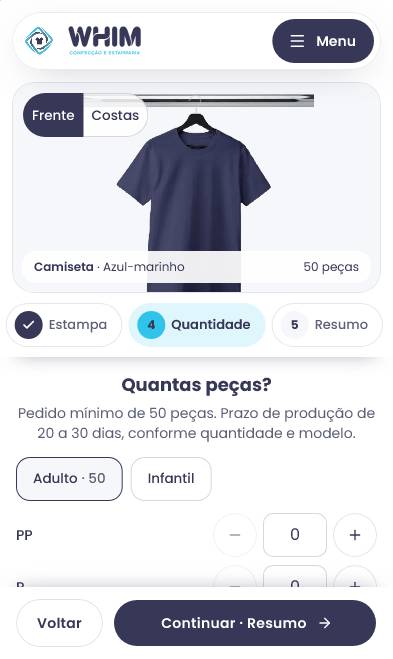 WHIM
CONFECÇÃO E ESTAMPARIA
Menu
Frente
Costas
Camiseta · Azul-marinho
50 peças
Estampa
4 Quantidade
5 Resumo
Quantas peças?
Pedido mínimo de 50 peças. Prazo de produção de
20 a 30 dias, conforme quantidade e modelo.
Adulto · 50
Infantil
PP
− 0 +
P
− 0 +
Voltar
Continuar · Resumo →